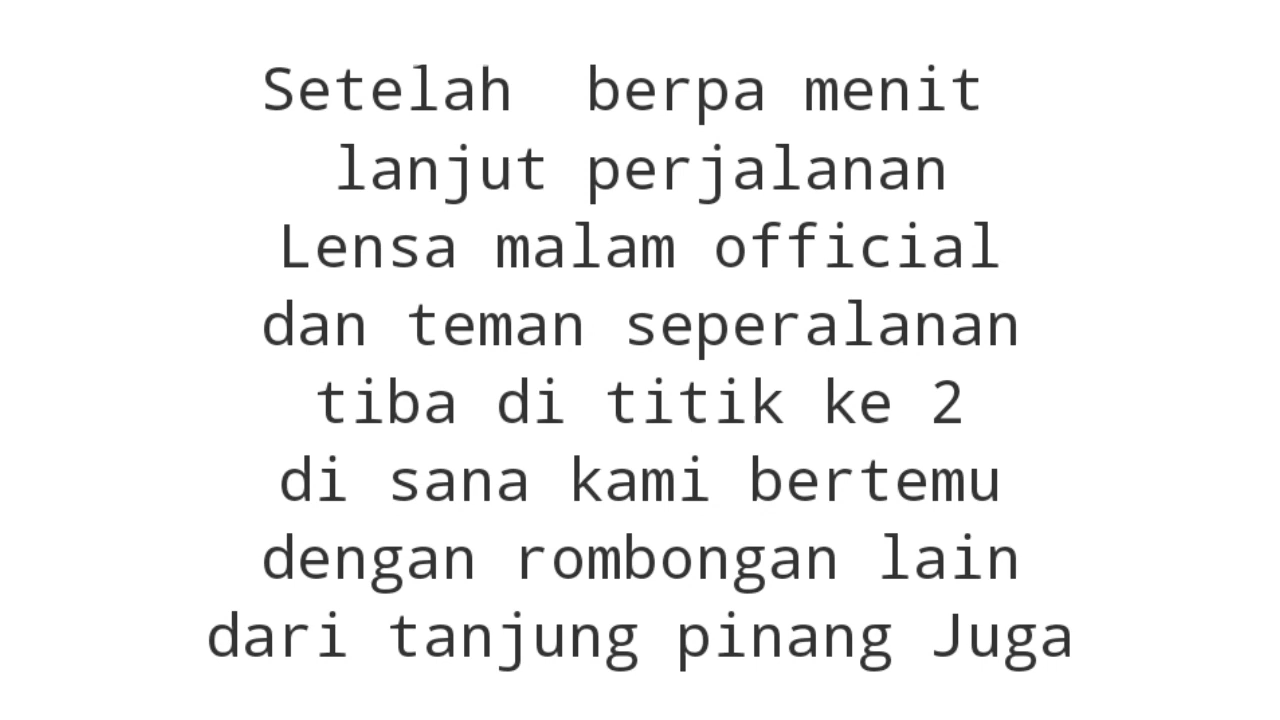 Setelah  berpa menit
lanjut perjalanan
Lensa malam official
dan teman seperalanan
tiba di titik ke 2
di sana kami bertemu
dengan rombongan lain
dari tanjung pinang Juga